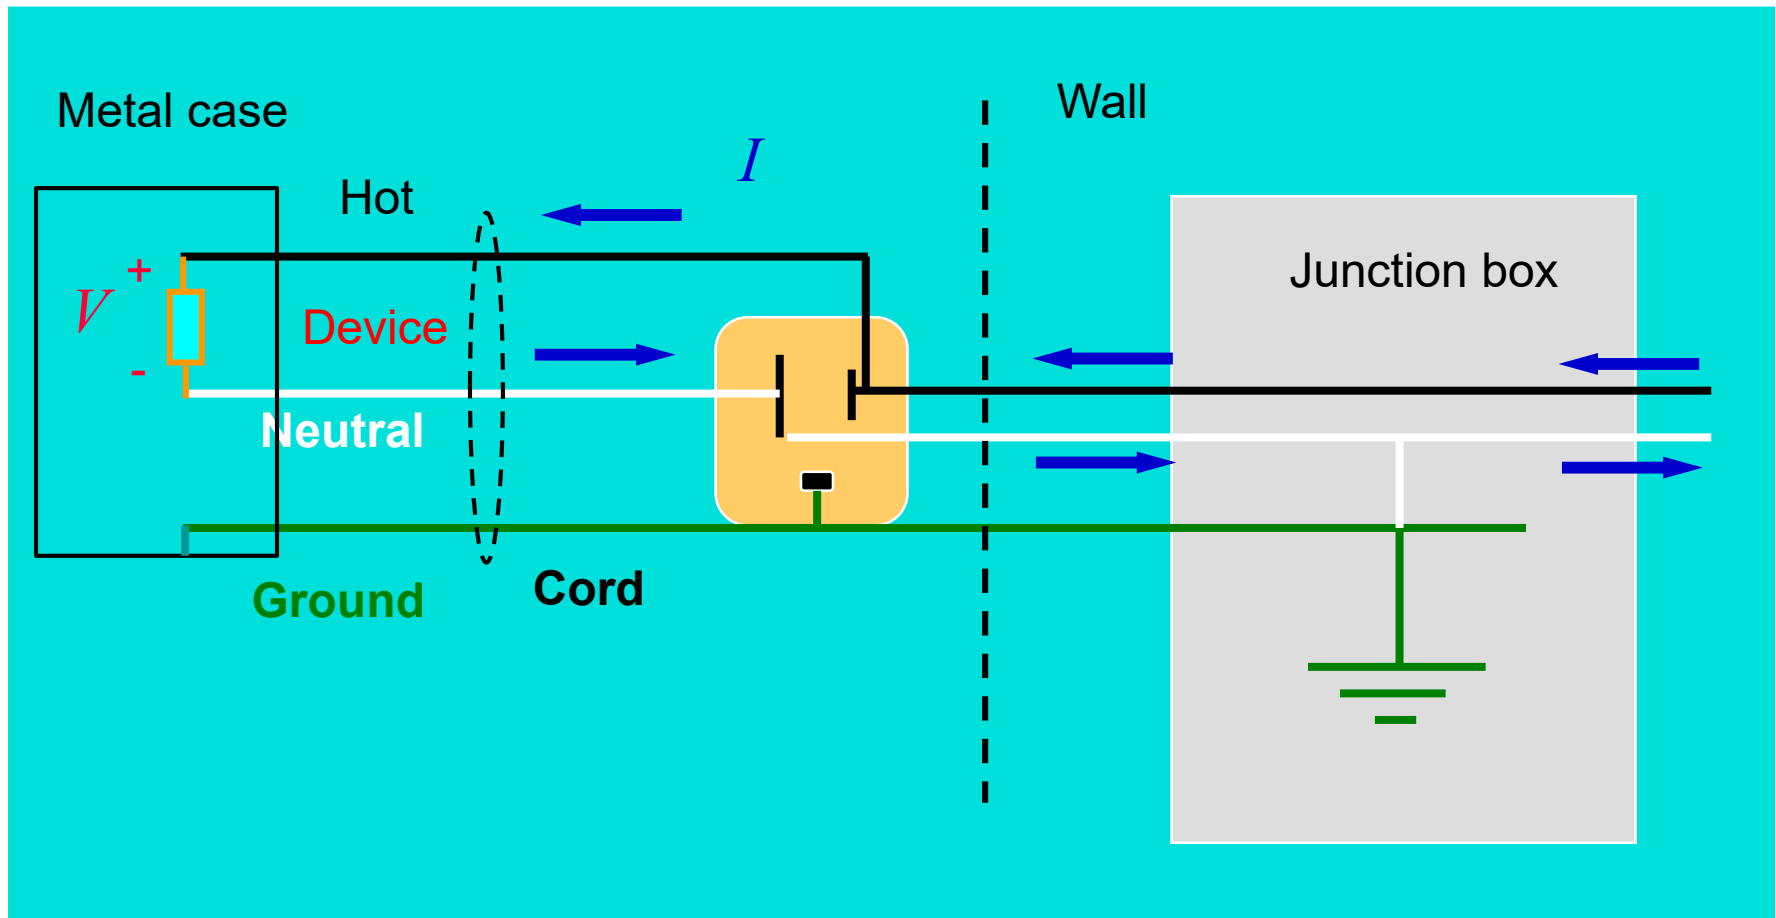 Metal case
Wall
I
Hot
Junction box
+
V
Device
-
Neutral
Ground
Cord